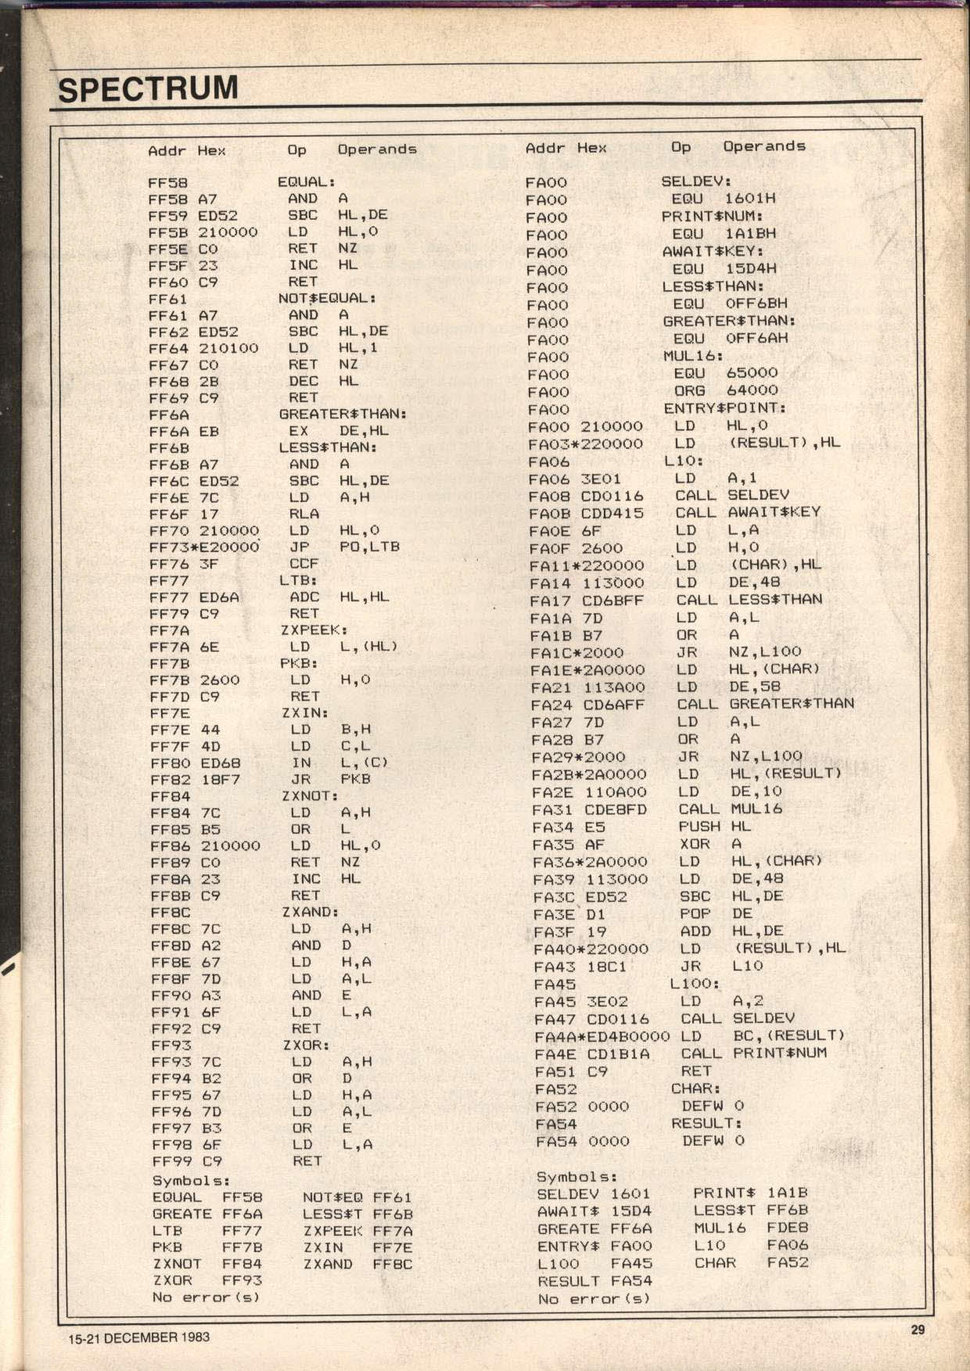 SPECTRUM
Addr Hex Op Operands
FF58 EQUAL:
FF58 A7 AND A
FF59 ED52 SBC HL,DE
FF5B 210000 LD HL,0
FF5E C0 RET NZ
FF5F 23 INC HL
FF60 C9 RET
FF61 NOT$EQUAL:
FF61 A7 AND A
FF62 ED52 SBC HL,DE
FF64 210100 LD HL,1
FF67 C0 RET NZ
FF68 2B DEC HL
FF69 C9 RET
FF6A GREATER$THAN:
FF6A EB EX DE,HL
FF6B LESS$THAN:
FF6B A7 AND A
FF6C ED52 SBC HL,DE
FF6E 7C LD A,H
FF6F 17 RLA
FF70 210000 LD HL,0
FF73*E20000 JP PO,LTB
FF76 3F CCF
FF77 LTB:
FF77 ED6A ADC HL,HL
FF79 C9 RET
FF7A ZXPEEK:
FF7A 6E LD L,(HL)
FF7B PKB:
FF7B 2600 LD H,0
FF7D C9 RET
FF7E ZXIN:
FF7E 44 LD B,H
FF7F 4D LD C,L
FF80 ED68 IN L,(C)
FF82 18F7 JR PKB
FF84 ZXNOT:
FF84 7C LD A,H
FF85 B5 OR L
FF86 210000 LD HL,0
FF89 C0 RET NZ
FF8A 23 INC HL
FF8B C9 RET
FF8C ZXAND:
FF8C 7C LD A,H
FF8D A2 AND D
FF8E 67 LD H,A
FF8F 7D LD A,L
FF90 A3 AND E
FF91 6F LD L,A
FF92 C9 RET
FF93 ZXOR:
FF93 7C LD A,H
FF94 B2 OR D
FF95 67 LD H,A
FF96 7D LD A,L
FF97 B3 OR E
FF98 6F LD L,A
FF99 C9 RET
Symbols:
EQUAL FF58 NOT$EQ FF61
GREATE FF6A LESS$T FF6B
LTB FF77 ZXPEEK FF7A
PKB FF7B ZXIN FF7E
ZXNOT FF84 ZXAND FF8C
ZXOR FF93
No error(s)
Addr Hex Op Operands
FA00 SELDEV:
FA00 EQU 1601H
FA00 PRINT$NUM:
FA00 EQU 1A1BH
FA00 AWAIT$KEY:
FA00 EQU 15D4H
FA00 LESS$THAN:
FA00 EQU 0FF6BH
FA00 GREATER$THAN:
FA00 EQU 0FF6AH
FA00 MUL16:
FA00 EQU 65000
FA00 ORG 64000
FA00 ENTRY$POINT:
FA00 210000 LD HL,0
FA03*220000 LD (RESULT),HL
FA06 L10:
FA06 3E01 LD A,1
FA08 CD0116 CALL SELDEV
FA0B CDD415 CALL AWAIT$KEY
FA0E 6F LD L,A
FA0F 2600 LD H,0
FA11*220000 LD (CHAR),HL
FA14 113000 LD DE,48
FA17 CD6BFF CALL LESS$THAN
FA1A 7D LD A,L
FA1B B7 OR A
FA1C*2000 JR NZ,L100
FA1E*2A0000 LD HL,(CHAR)
FA21 113A00 LD DE,58
FA24 CD6AFF CALL GREATER$THAN
FA27 7D LD A,L
FA28 B7 OR A
FA29*2000 JR NZ,L100
FA2B*2A0000 LD HL,(RESULT)
FA2E 110A00 LD DE,10
FA31 CDE8FD CALL MUL16
FA34 E5 PUSH HL
FA35 AF XOR A
FA36*2A0000 LD HL,(CHAR)
FA39 113000 LD DE,48
FA3C ED52 SBC HL,DE
FA3E D1 POP DE
FA3F 19 ADD HL,DE
FA40*220000 LD (RESULT),HL
FA43 18C1 JR L10
FA45 L100:
FA45 3E02 LD A,2
FA47 CD0116 CALL SELDEV
FA4A*ED4B0000 LD BC,(RESULT)
FA4E CD1B1A CALL PRINT$NUM
FA51 C9 RET
FA52 CHAR:
FA52 0000 DEFW 0
FA54 RESULT:
FA54 0000 DEFW 0
Symbols:
SELDEV 1601 PRINT$ 1A1B
AWAIT$ 15D4 LESS$T FF6B
GREATE FF6A MUL16 FDE8
ENTRY$ FA00 L10 FA06
L100 FA45 CHAR FA52
RESULT FA54
No error(s)
15-21 DECEMBER 1983
29